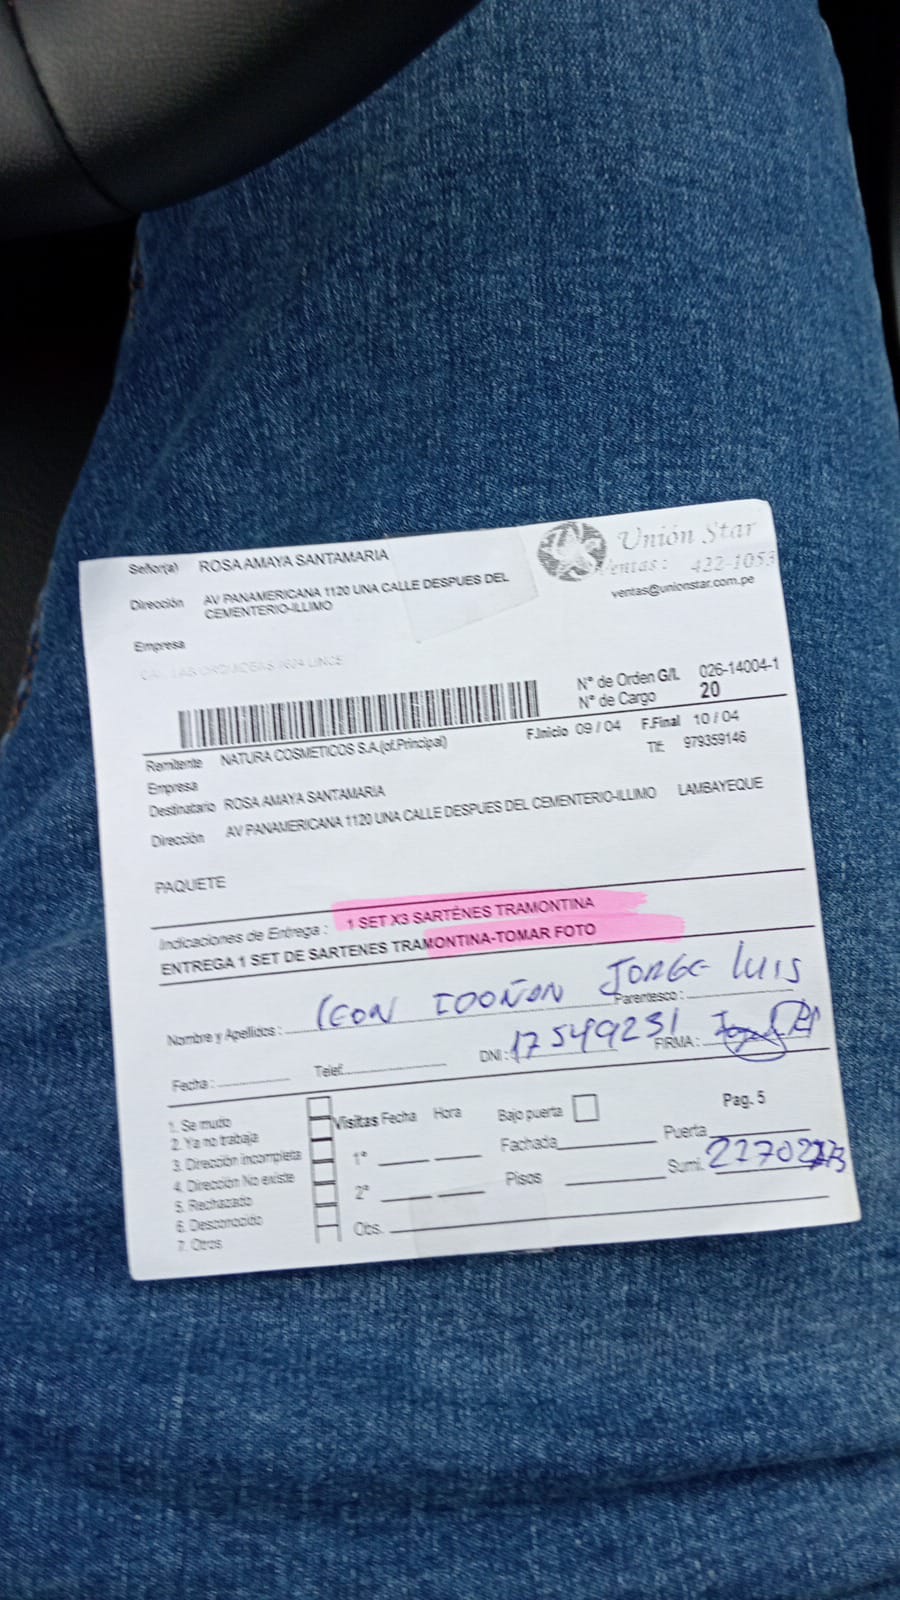 Señor(a) ROSA AMAYA SANTAMARIA
Unión Star
Ventas: 422-1053
ventas@unionstar.com.pe
Dirección AV PANAMERICANA 1120 UNA CALLE DESPUES DEL
CEMENTERIO-ILLIMO
Empresa
N° de Orden G/L 026-14004-1
N° de Cargo 20
F.Inicio 09 / 04 F.Final 10 / 04
Remitente NATURA COSMETICOS S.A.(of.Principal)
Tlf. 979359146
Empresa
Destinatario ROSA AMAYA SANTAMARIA
Dirección AV PANAMERICANA 1120 UNA CALLE DESPUES DEL CEMENTERIO-ILLIMO LAMBAYEQUE
PAQUETE
Indicaciones de Entrega : 1 SET X3 SARTÉNES TRAMONTINA
ENTREGA 1 SET DE SARTENES TRAMONTINA-TOMAR FOTO
Nombre y Apellidos : JORGE LUIS Parentesco :
Fecha : Telef. DNI : 17549231 FIRMA :
1. Se mudo
2. Ya no trabaja
3. Dirección incompleta
4. Dirección No existe
5. Rechazado
6. Desconocido
7. Otros
Visitas Fecha Hora Bajo puerta Pag. 5
1° Fachada Puerta
2° Pisos Sumi.
Obs.